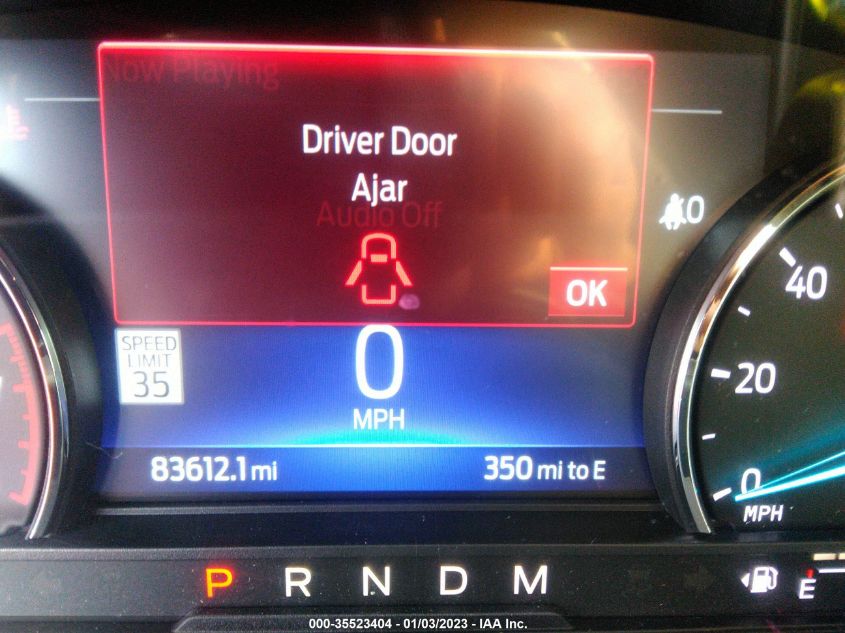 Now Playing
Driver Door
Ajar
Audio Off
OK
0
SPEED
LIMIT
35
0
MPH
83612.1 mi
350 mi to E
40
20
0
MPH
P R N D M
E
000-35523404 - 01/03/2023 - IAA Inc.